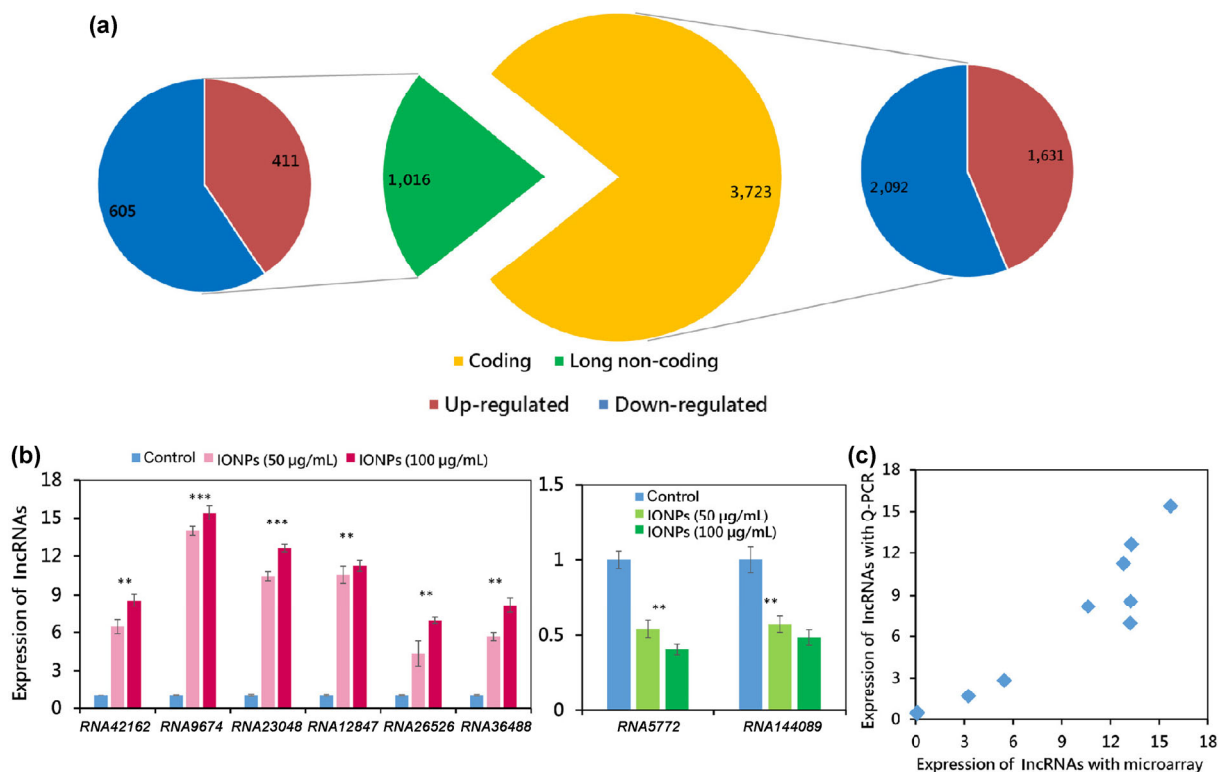 (a)
411
605
1,016
3,723
1,631
2,092
Coding Long non-coding
Up-regulated Down-regulated
(b)
Control IONPs (50 µg/mL) IONPs (100 µg/mL)
Expression of lncRNAs
18
15
12
9
6
3
0
**
***
***
**
**
**
RNA42162 RNA9674 RNA23048 RNA12847 RNA26526 RNA36488
1.5
1
0.5
0
Control
IONPs (50 µg/mL)
IONPs (100 µg/mL)
**
**
RNA5772 RNA144089
(c)
Expression of lncRNAs with Q-PCR
18
15
12
9
6
3
0
0 3 6 9 12 15 18
Expression of lncRNAs with microarray